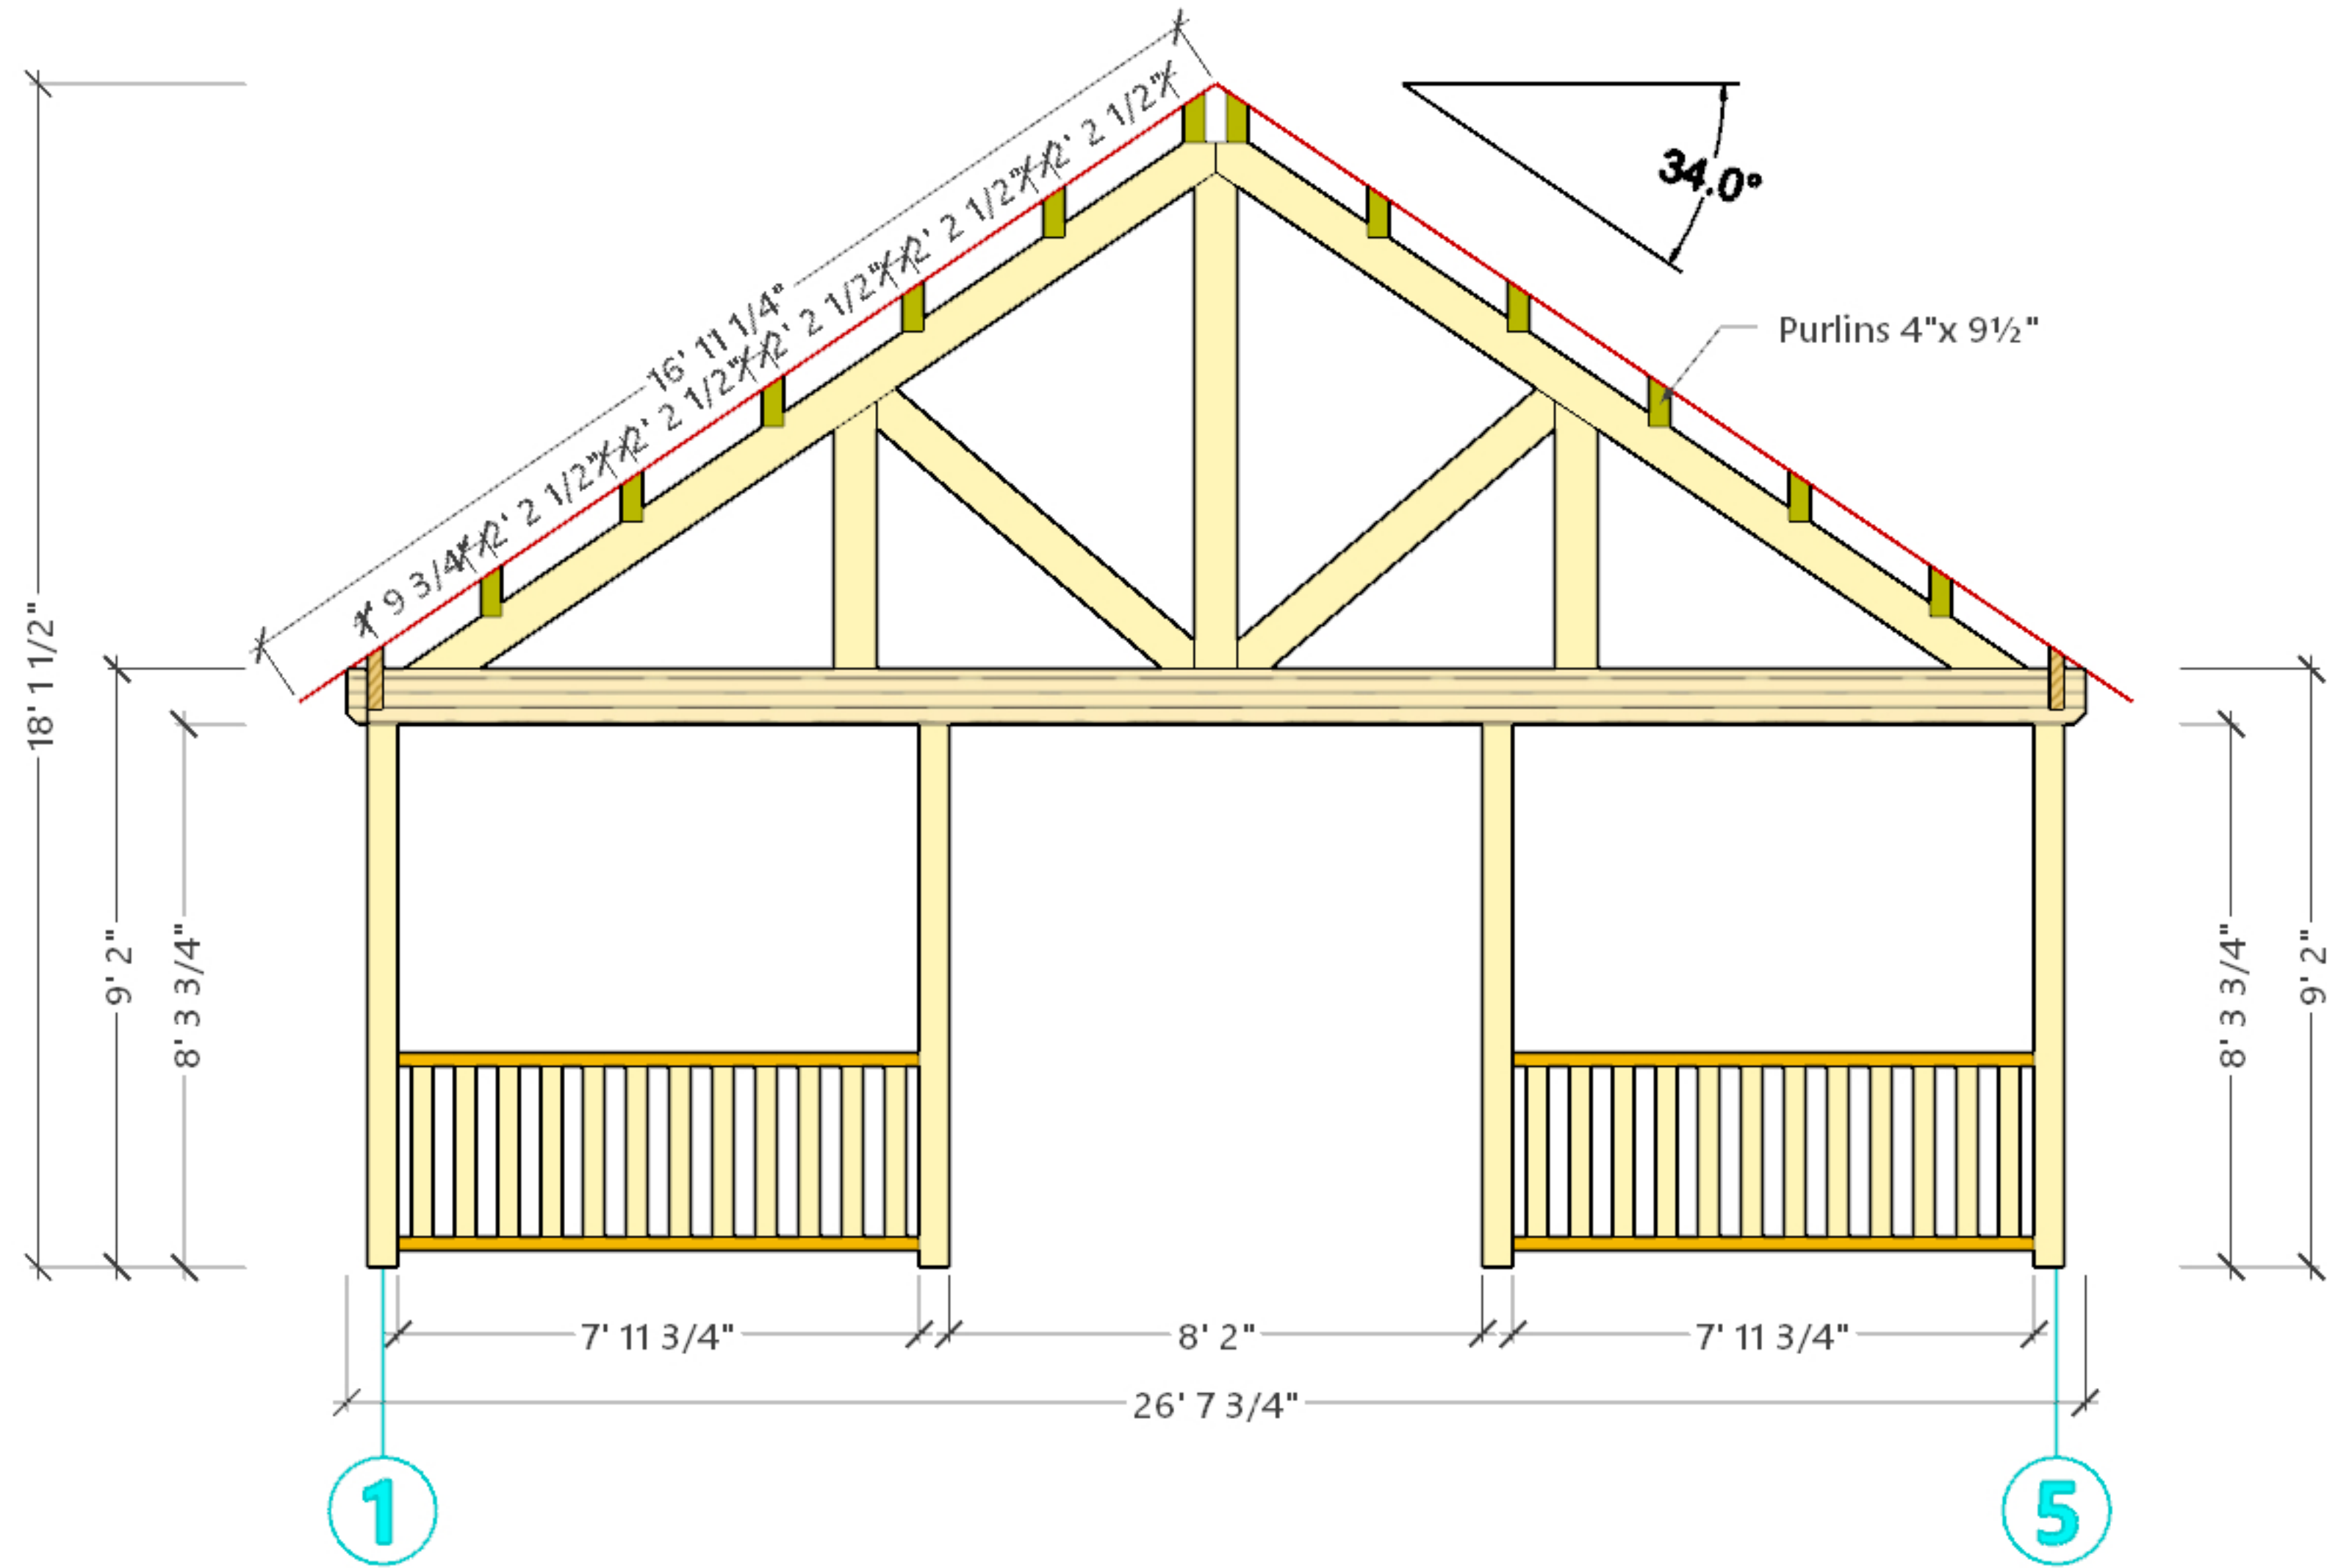 34.0°
Purlins 4"x 9½"
16' 11 1/4"
2' 2 1/2"
2' 2 1/2"
2' 2 1/2"
2' 2 1/2"
2' 2 1/2"
1' 9 3/4"
18' 1 1/2"
9' 2"
8' 3 3/4"
8' 3 3/4"
9' 2"
7' 11 3/4"
8' 2"
7' 11 3/4"
26' 7 3/4"
1
5